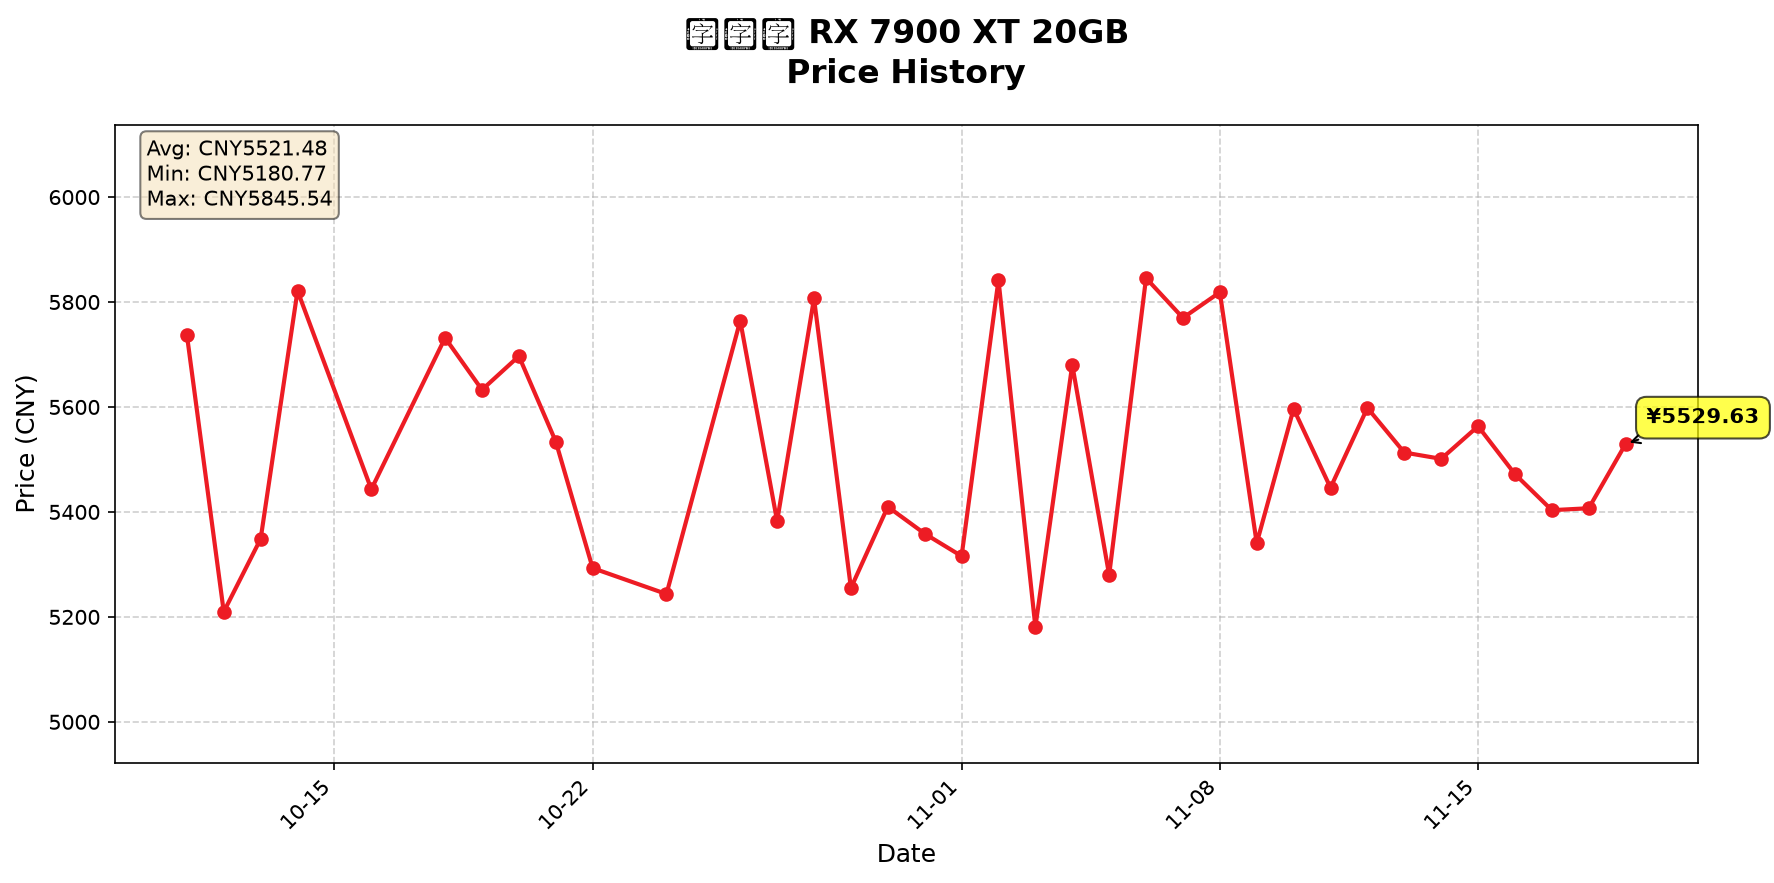 RX 7900 XT 20GB
Price History
Avg: CNY5521.48
Min: CNY5180.77
Max: CNY5845.54
6000
5800
5600
5400
5200
5000
Price (CNY)
¥5529.63
10-15
10-22
11-01
11-08
11-15
Date